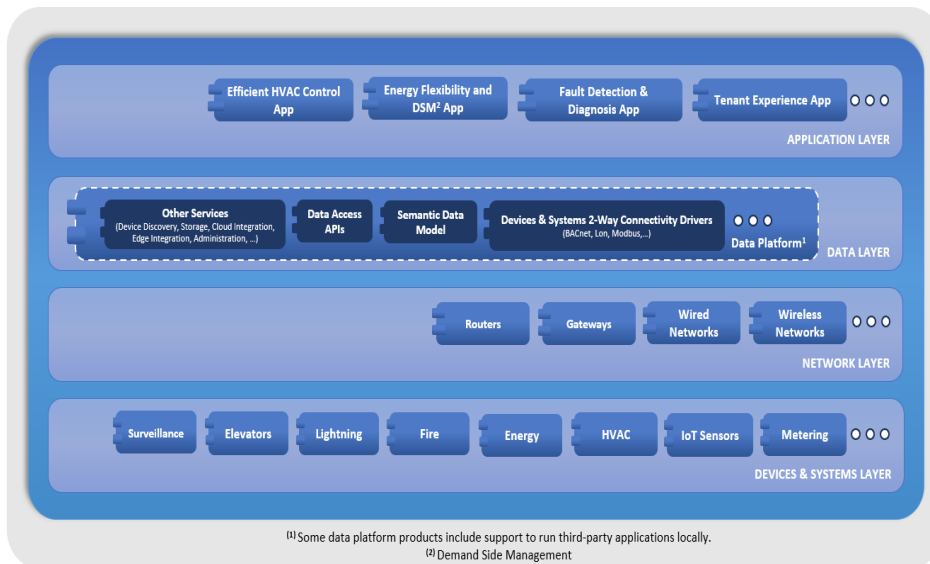 Efficient HVAC Control
App
Energy Flexibility and
DSM² App
Fault Detection &
Diagnosis App
Tenant Experience App
APPLICATION LAYER
Other Services
(Device Discovery, Storage, Cloud Integration,
Edge Integration, Administration, ...)
Data Access
APIs
Semantic Data
Model
Devices & Systems 2-Way Connectivity Drivers
(BACnet, Lon, Modbus,...)
Data Platform¹
DATA LAYER
Routers
Gateways
Wired
Networks
Wireless
Networks
NETWORK LAYER
Surveillance
Elevators
Lightning
Fire
Energy
HVAC
IoT Sensors
Metering
DEVICES & SYSTEMS LAYER
(1) Some data platform products include support to run third-party applications locally.
(2) Demand Side Management